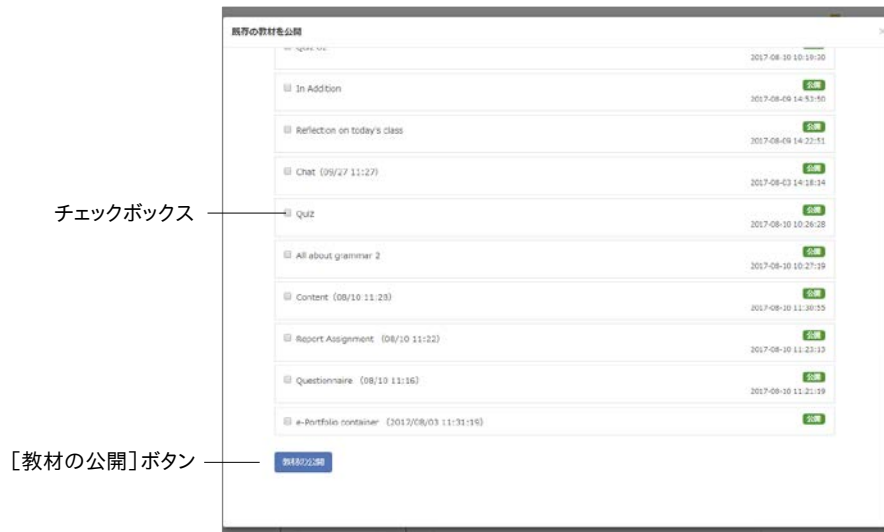 既存の教材を公開
×
2017-08-10 10:19:20
In Addition
公開
2017-08-09 14:53:50
Reflection on today's class
公開
2017-08-09 14:22:51
Chat (09/27 11:27)
公開
2017-08-03 14:18:14
チェックボックス
Quiz
公開
2017-08-10 10:26:28
All about grammar 2
公開
2017-08-10 10:27:19
Content (08/10 11:28)
公開
2017-08-10 11:30:55
Report Assignment (08/10 11:22)
公開
2017-08-10 11:23:13
Questionnaire (08/10 11:16)
公開
2017-08-10 11:21:19
e-Portfolio container (2017/08/03 11:31:19)
公開
［教材の公開］ボタン
教材の公開